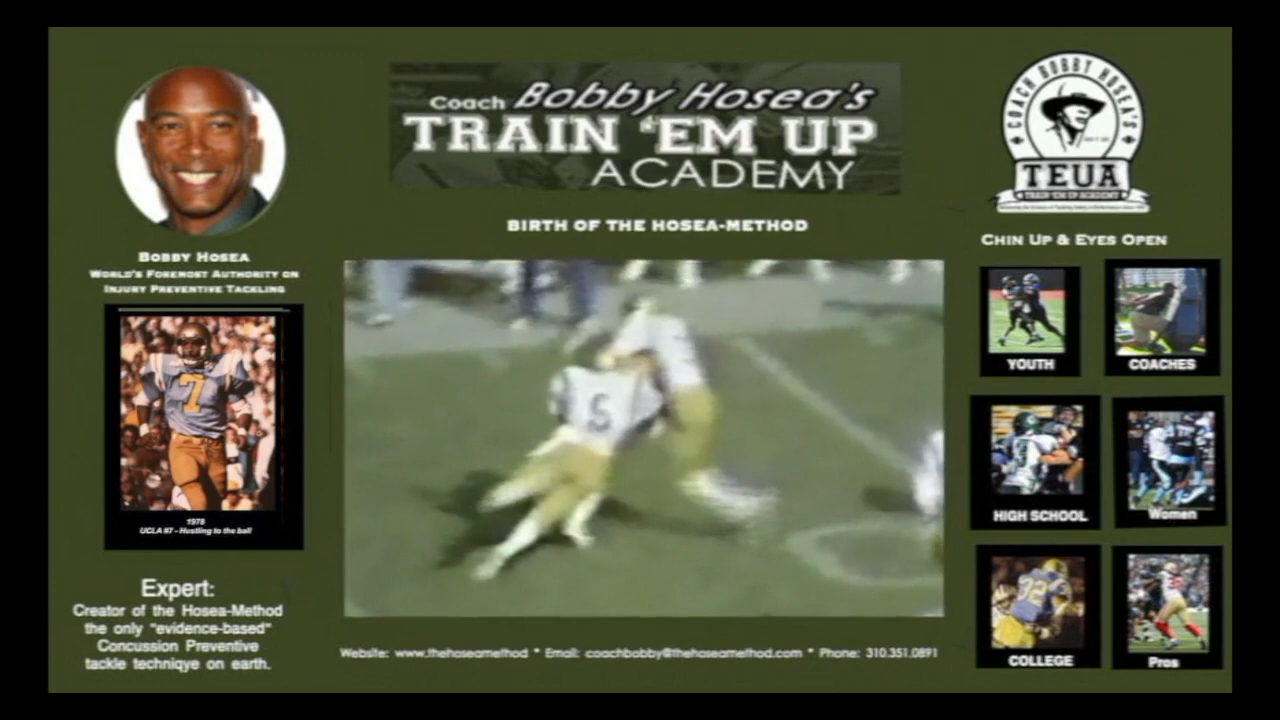 Coach Bobby Hosea's
TRAIN 'EM UP
ACADEMY
BIRTH OF THE HOSEA-METHOD
COACH BOBBY HOSEA'S
TEUA
TRAIN 'EM UP ACADEMY
CHIN UP & EYES OPEN
BOBBY HOSEA
WORLD'S FOREMOST AUTHORITY ON
INJURY PREVENTIVE TACKLING
7
1978
UCLA #7 - Hustling to the ball
Expert:
Creator of the Hosea-Method
the only "evidence-based"
Concussion Preventive
tackle techniqye on earth.
YOUTH
COACHES
HIGH SCHOOL
Women
COLLEGE
Pros
Website: www.thehoseamethod * Email: coachbobby@thehoseamethod.com * Phone: 310.351.0891